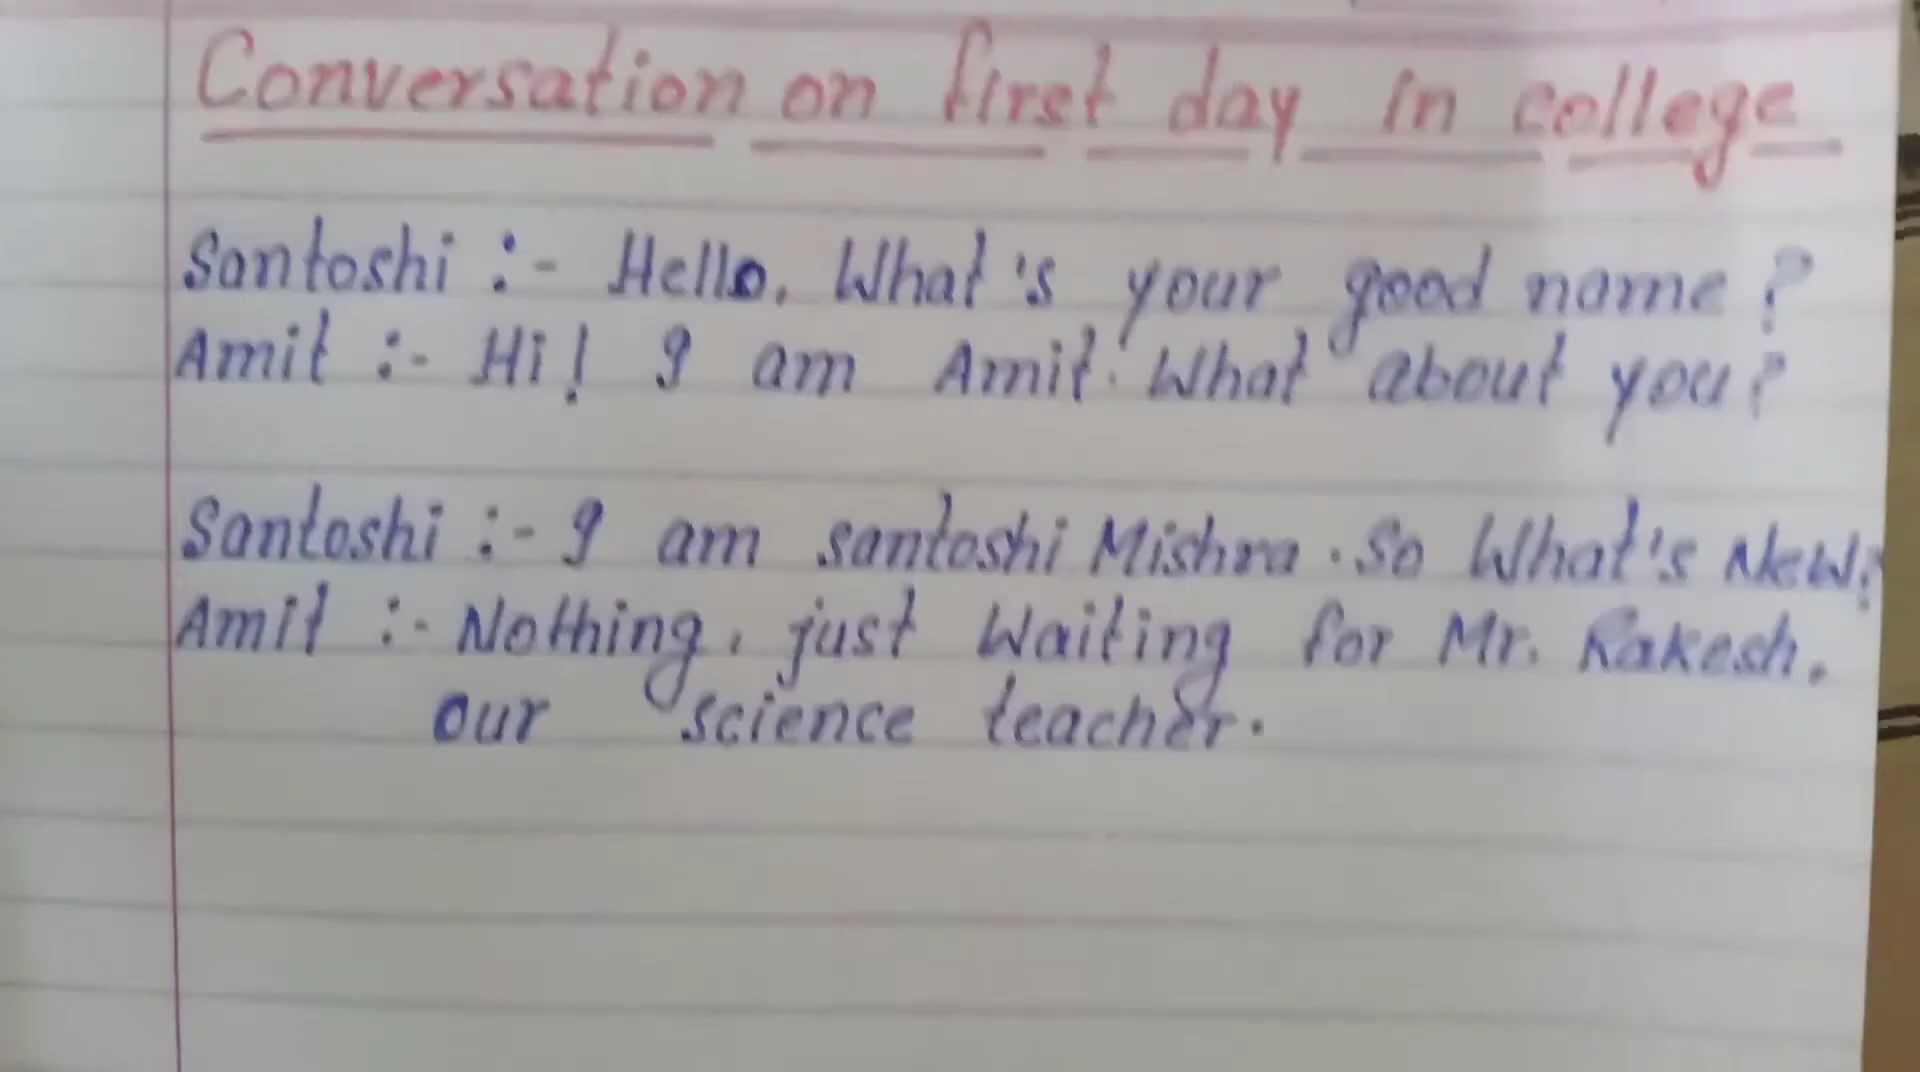 Conversation on first day in college
Santoshi :- Hello. What's your good name?
Amit :- Hi! I am Amit. What about you?
Santoshi :- I am santoshi Mishra. So What's New?
Amit :- Nothing, just Waiting for Mr. Rakesh.
our science teacher.